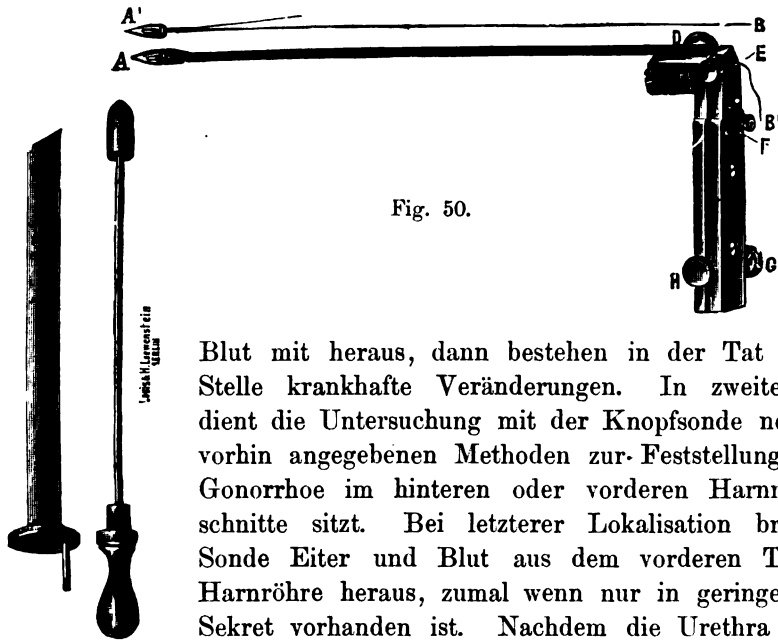 A'
B
A
D
E
B'
F
Fig. 50.
H
G
Louis & H. Loewenstein
BERLIN
Blut mit heraus, dann bestehen in der Tat
Stelle krankhafte Veränderungen. In zweite
dient die Untersuchung mit der Knopfsonde n
vorhin angegebenen Methoden zur Feststellung
Gonorrhoe im hinteren oder vorderen Harn
schnitte sitzt. Bei letzterer Lokalisation br
Sonde Eiter und Blut aus dem vorderen T
Harnröhre heraus, zumal wenn nur in geringe
Sekret vorhanden ist. Nachdem die Urethra